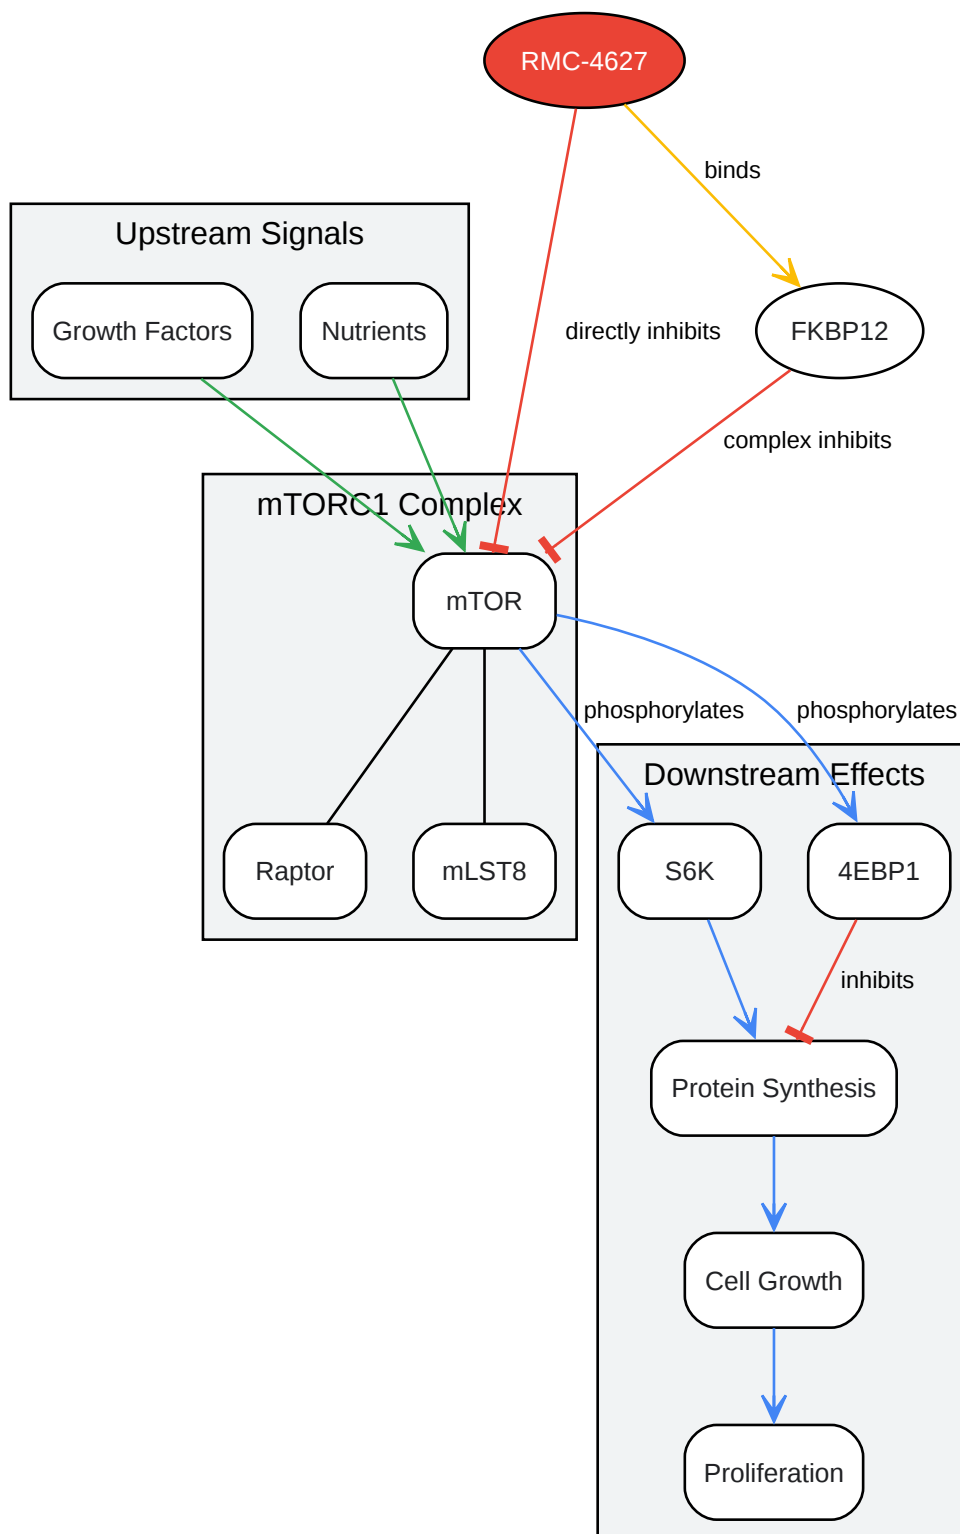 RMC-4627
binds
Upstream Signals
Growth Factors
Nutrients
directly inhibits
FKBP12
complex inhibits
mTORC1 Complex
mTOR
phosphorylates
phosphorylates
Downstream Effects
Raptor
mLST8
S6K
4EBP1
inhibits
Protein Synthesis
Cell Growth
Proliferation